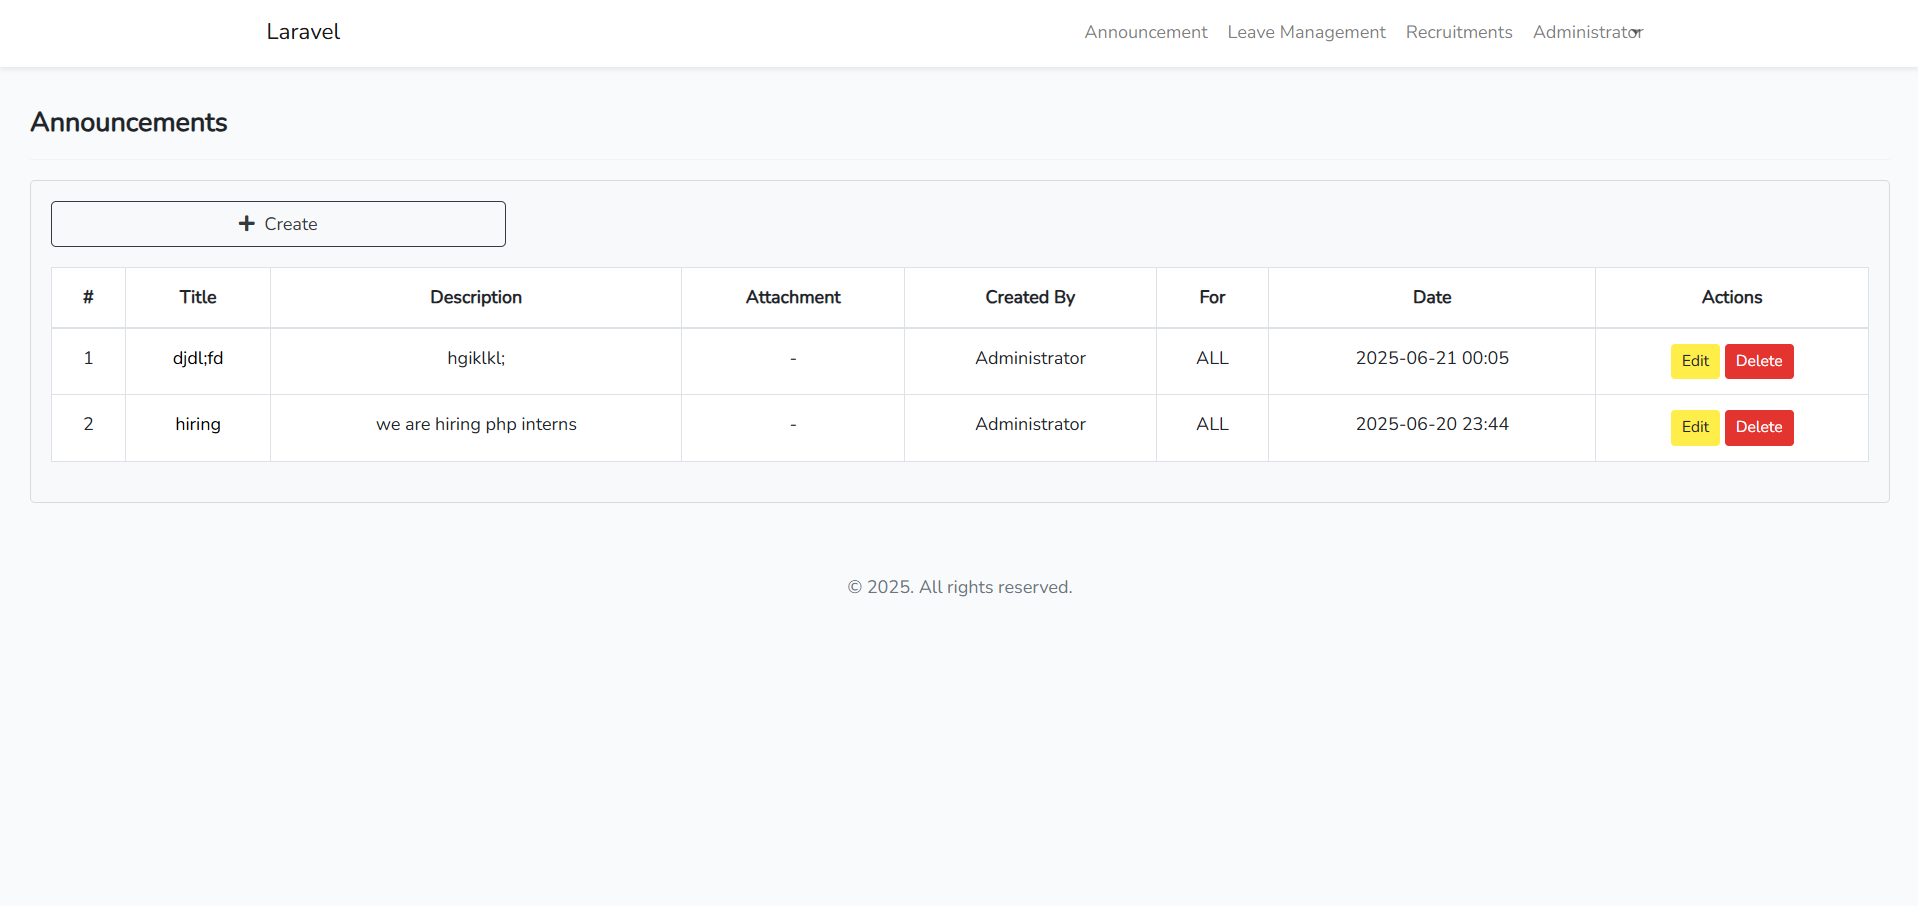 Laravel Announcement Leave Management Recruitments Administrator
Announcements
Create
# Title Description Attachment Created By For Date Actions
1 djdl;fd hgiklkl; - Administrator ALL 2025-06-21 00:05 Edit Delete
2 hiring we are hiring php interns - Administrator ALL 2025-06-20 23:44 Edit Delete
© 2025. All rights reserved.